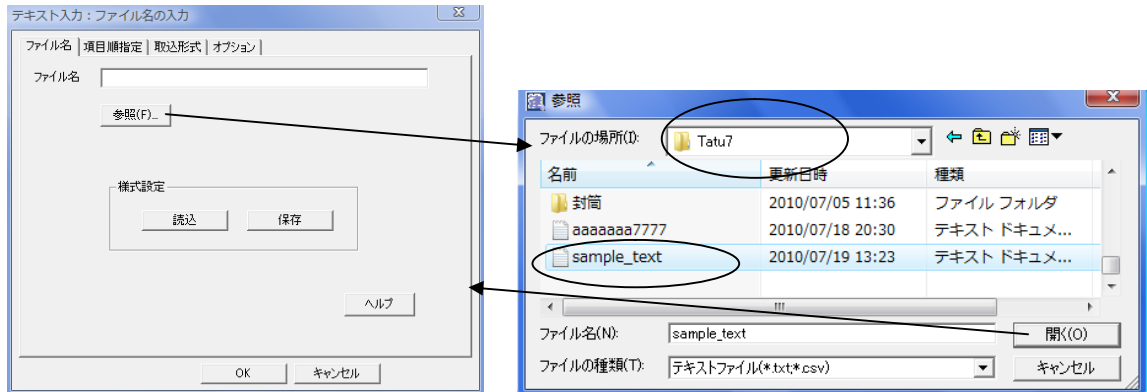 テキスト入力：ファイル名の入力
ファイル名 項目順指定 取込形式 オプション
ファイル名
参照(F)...
様式設定
読込 保存
ヘルプ
OK キャンセル
参照
ファイルの場所(I): Tatu7
名前 更新日時 種類
封筒 2010/07/05 11:36 ファイル フォルダ
aaaaaaa7777 2010/07/18 20:30 テキスト ドキュメ...
sample_text 2010/07/19 13:23 テキスト ドキュメ...
ファイル名(N): sample_text 開く(O)
ファイルの種類(T): テキストファイル(*.txt;*.csv) キャンセル